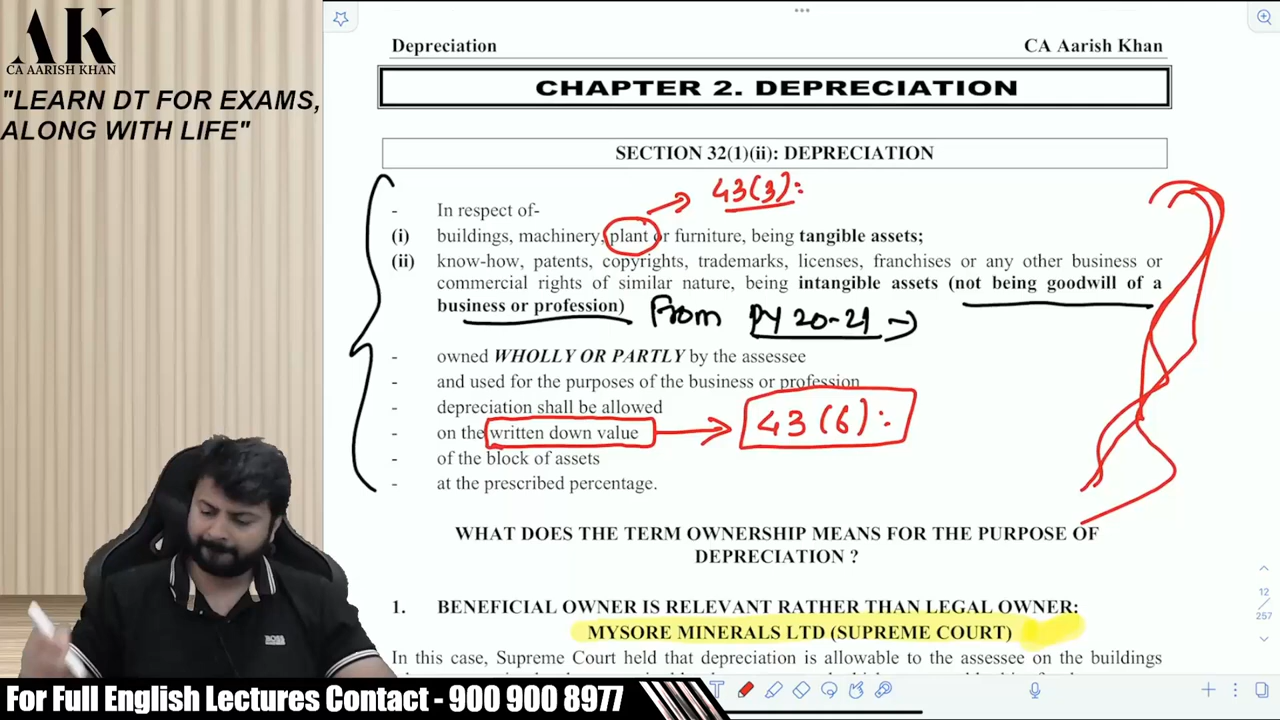 AK
CA AARISH KHAN
"LEARN DT FOR EXAMS,
ALONG WITH LIFE"
Depreciation CA Aarish Khan
CHAPTER 2. DEPRECIATION
SECTION 32(1)(ii): DEPRECIATION
43(3):
- In respect of-
(i) buildings, machinery, plant or furniture, being tangible assets;
(ii) know-how, patents, copyrights, trademarks, licenses, franchises or any other business or
commercial rights of similar nature, being intangible assets (not being goodwill of a
business or profession) From PY 20-21 →
- owned WHOLLY OR PARTLY by the assessee
- and used for the purposes of the business or profession
- depreciation shall be allowed
- on the written down value → 43(6):
- of the block of assets
- at the prescribed percentage.
WHAT DOES THE TERM OWNERSHIP MEANS FOR THE PURPOSE OF
DEPRECIATION ?
1. BENEFICIAL OWNER IS RELEVANT RATHER THAN LEGAL OWNER:
MYSORE MINERALS LTD (SUPREME COURT)
In this case, Supreme Court held that depreciation is allowable to the assessee on the buildings
12
257
BOSS
For Full English Lectures Contact - 900 900 8977